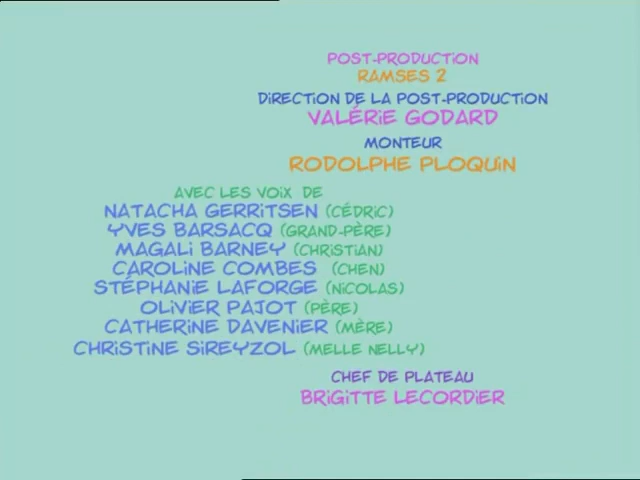 POST-PRODUCTION
RAMSES 2
DIRECTION DE LA POST-PRODUCTION
VALÉRIE GODARD
MONTEUR
RODOLPHE PLOQUIN
AVEC LES VOIX DE
NATACHA GERRITSEN (CÉDRIC)
YVES BARSACQ (GRAND-PÈRE)
MAGALI BARNEY (CHRISTIAN)
CAROLINE COMBES (CHEN)
STÉPHANIE LAFORGE (NICOLAS)
OLIVIER PAJOT (PÈRE)
CATHERINE DAVENIER (MÈRE)
CHRISTINE SIREYZOL (MELLE NELLY)
CHEF DE PLATEAU
BRIGITTE LECORDIER